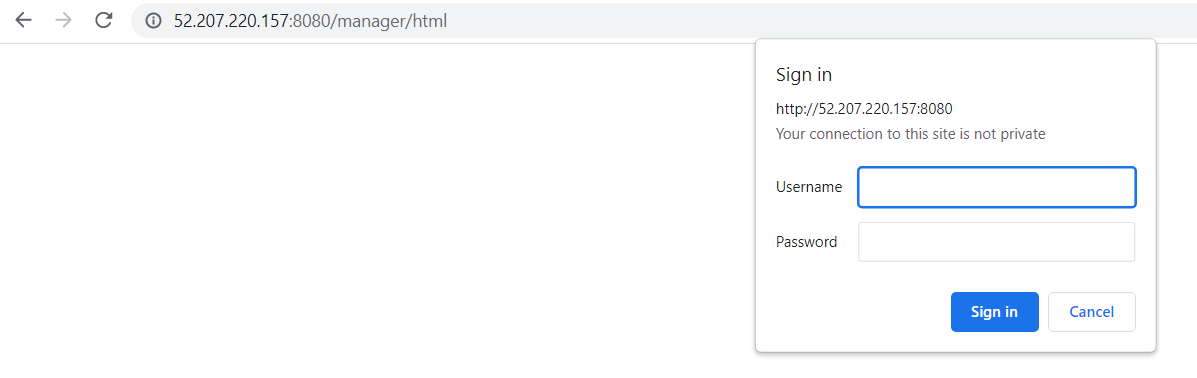 52.207.220.157:8080/manager/html
Sign in
http://52.207.220.157:8080
Your connection to this site is not private
Username
Password
Sign in Cancel